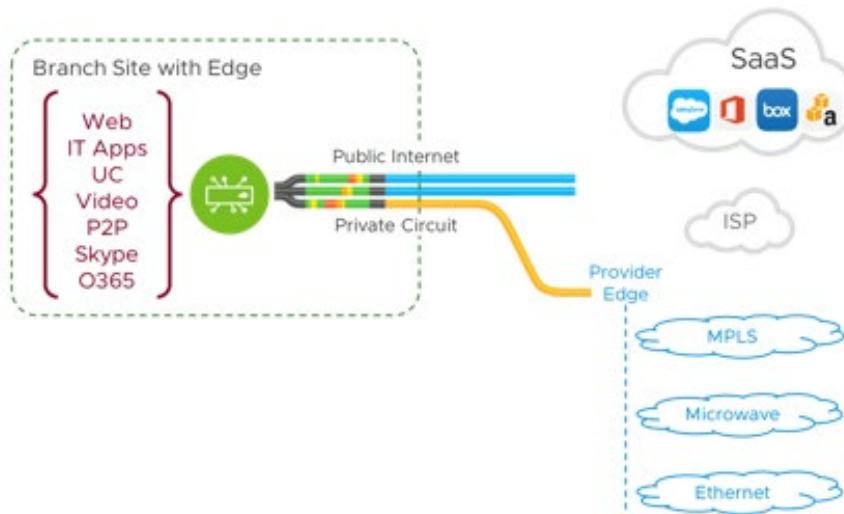 Branch Site with Edge
Web
IT Apps
UC
Video
P2P
Skype
O365
Public Internet
Private Circuit
SaaS
box
a
ISP
Provider
Edge
MPLS
Microwave
Ethernet